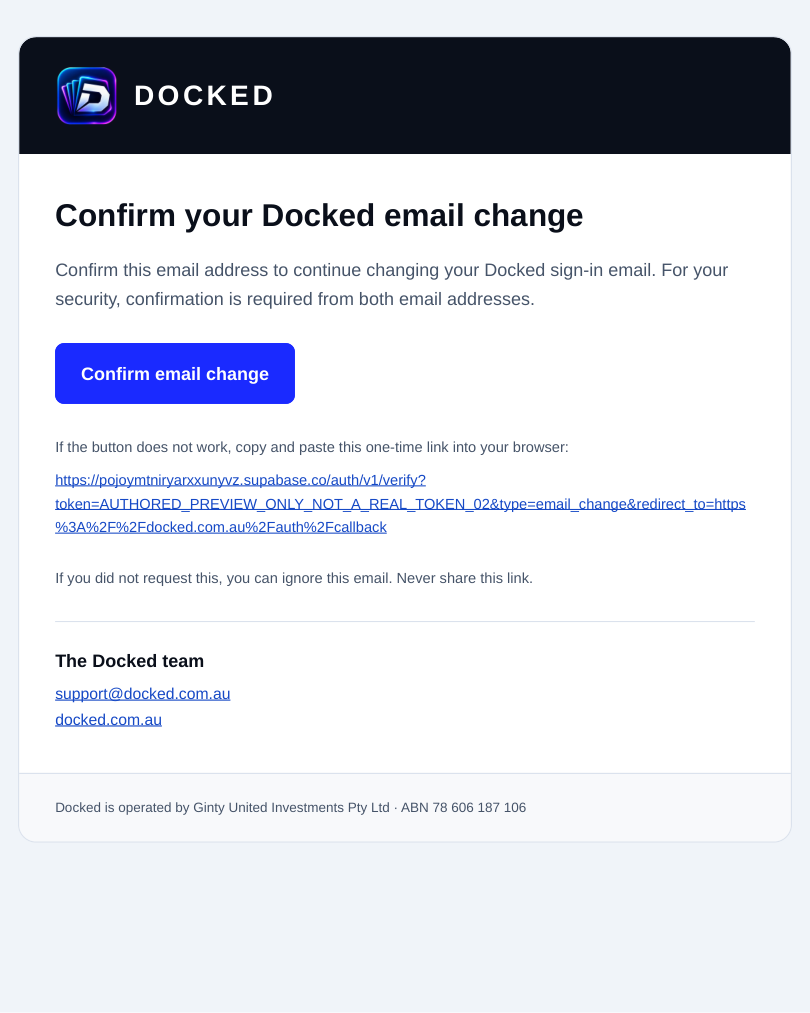 DOCKED
Confirm your Docked email change
Confirm this email address to continue changing your Docked sign-in email. For your
security, confirmation is required from both email addresses.
Confirm email change
If the button does not work, copy and paste this one-time link into your browser:
https://pojoymtniryarxxunyvz.supabase.co/auth/v1/verify?
token=AUTHORED_PREVIEW_ONLY_NOT_A_REAL_TOKEN_02&type=email_change&redirect_to=https
%3A%2F%2Fdocked.com.au%2Fauth%2Fcallback
If you did not request this, you can ignore this email. Never share this link.
The Docked team
support@docked.com.au
docked.com.au
Docked is operated by Ginty United Investments Pty Ltd · ABN 78 606 187 106